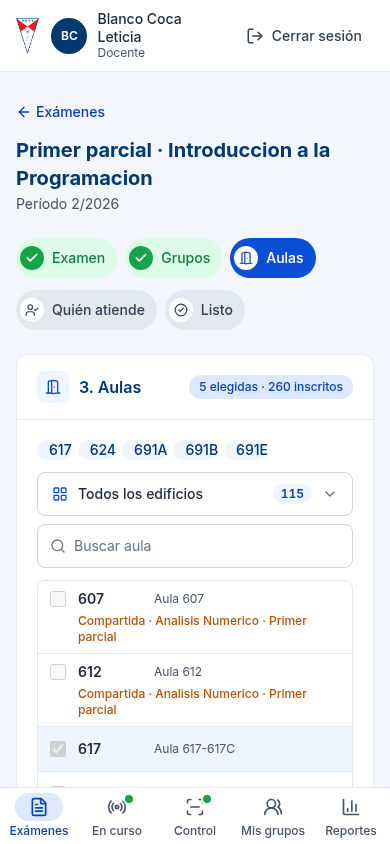 BC
Blanco Caca
Leticia
Docente
Cerrar sesión
Exámenes
Primer parcial · Introduccion a la
Programacion
Período 2/2026
Examen
Grupos
Aulas
Quién atiende
Listo
3. Aulas
5 elegidas · 260 inscritos
617 624 691A 691B 691E
Todos los edificios 115
Buscar aula
607 Aula 607
Compartida · Analisis Numerico · Primer
parcial
612 Aula 612
Compartida · Analisis Numerico · Primer
parcial
617 Aula 617-617C
Exámenes En curso Control Mis grupos Reportes